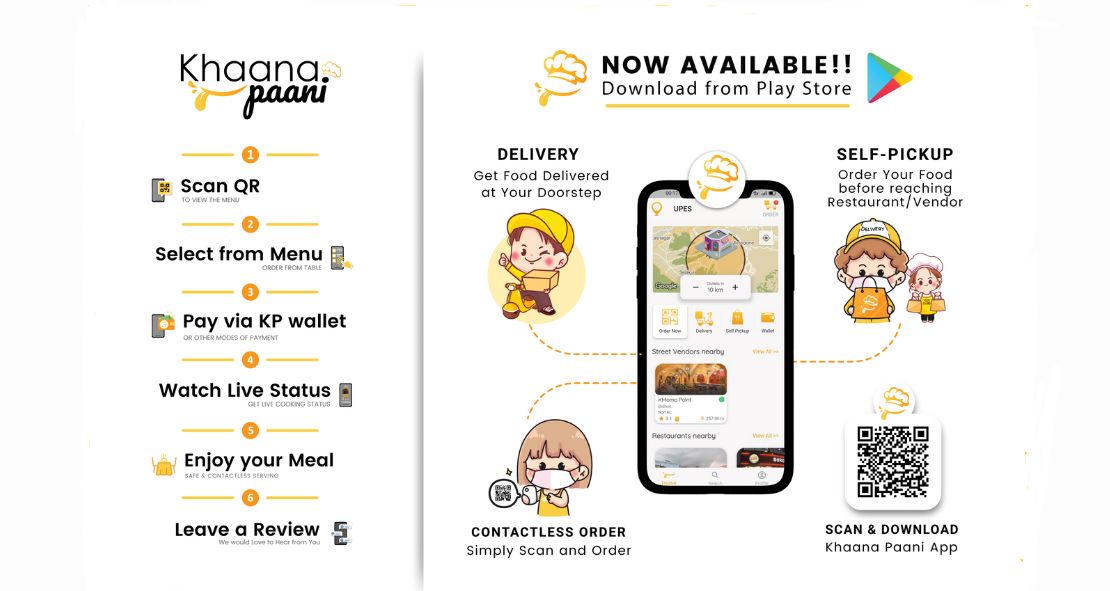 Khaana
paani
1
Scan QR
TO VIEW THE MENU
2
Select from Menu
ORDER FROM TABLE
3
Pay via KP wallet
OR OTHER MODES OF PAYMENT
4
Watch Live Status
GET LIVE COOKING STATUS
5
Enjoy your Meal
SAFE & CONTACTLESS SERVING
6
Leave a Review
We would Love to Hear from You
NOW AVAILABLE!!
Download from Play Store
DELIVERY
Get Food Delivered
at Your Doorstep
SELF-PICKUP
Order Your Food
before reaching
Restaurant/Vendor
DELIVERY
00:17
UPES
ORDER
Google
Outlets in
10 km
Order Now
Delivery
Self Pickup
Wallet
Street Vendors nearby
View All >>
KMomo Point
Restaurants nearby
View All >>
Home
Search
Profile
CONTACTLESS ORDER
Simply Scan and Order
SCAN & DOWNLOAD
Khaana Paani App